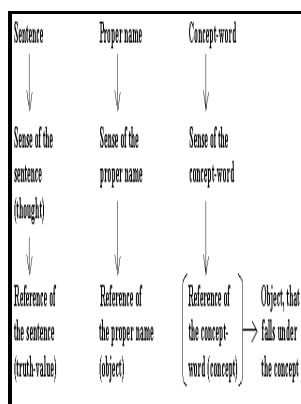 Sentence
Proper name
Concept-word
Sense of the
sentence
(thought)
Sense of the
proper name
Sense of the
concept-word
Reference of
the sentence
(truth-value)
Reference of
the proper name
(object)
Reference of
the concept-
word (concept)
Object, that
falls under
the concept